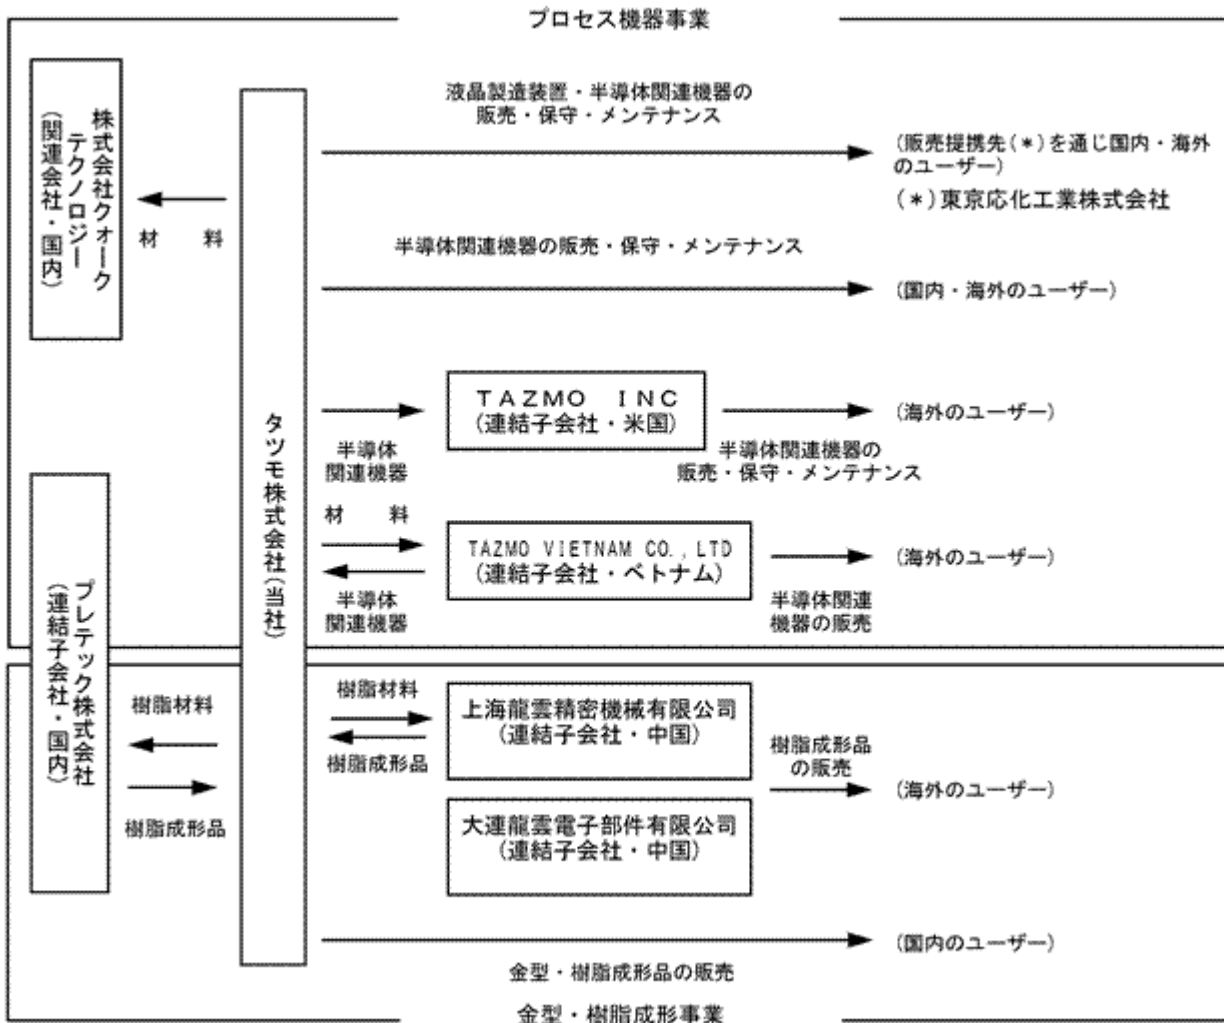 プロセス機器事業
株式会社クォーク
テクノロジー
(関連会社・国内)
材　料
タツモ株式会社(当社)
液晶製造装置・半導体関連機器の
販売・保守・メンテナンス
(販売提携先(*)を通じ国内・海外
のユーザー)
(*)東京応化工業株式会社
半導体関連機器の販売・保守・メンテナンス
(国内・海外のユーザー)
TAZMO INC
(連結子会社・米国)
半導体
関連機器
(海外のユーザー)
半導体関連機器の
販売・保守・メンテナンス
材　料
TAZMO VIETNAM CO.,LTD
(連結子会社・ベトナム)
半導体
関連機器
(海外のユーザー)
半導体関連
機器の販売
プレテック株式会社
(連結子会社・国内)
樹脂材料
樹脂成形品
樹脂材料
樹脂成形品
上海龍雲精密機械有限公司
(連結子会社・中国)
大連龍雲電子部件有限公司
(連結子会社・中国)
樹脂成形品
の販売
(海外のユーザー)
(国内のユーザー)
金型・樹脂成形品の販売
金型・樹脂成形事業